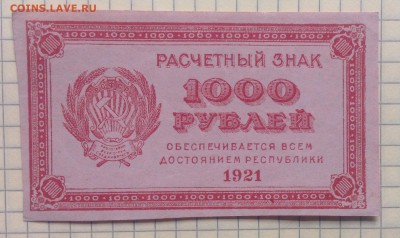 COINS.LAVE.RU
РАСЧЕТНЫЙ ЗНАК
1000
РУБЛЕЙ
ОБЕСПЕЧИВАЕТСЯ ВСЕМ
ДОСТОЯНИЕМ РЕСПУБЛИКИ
1921